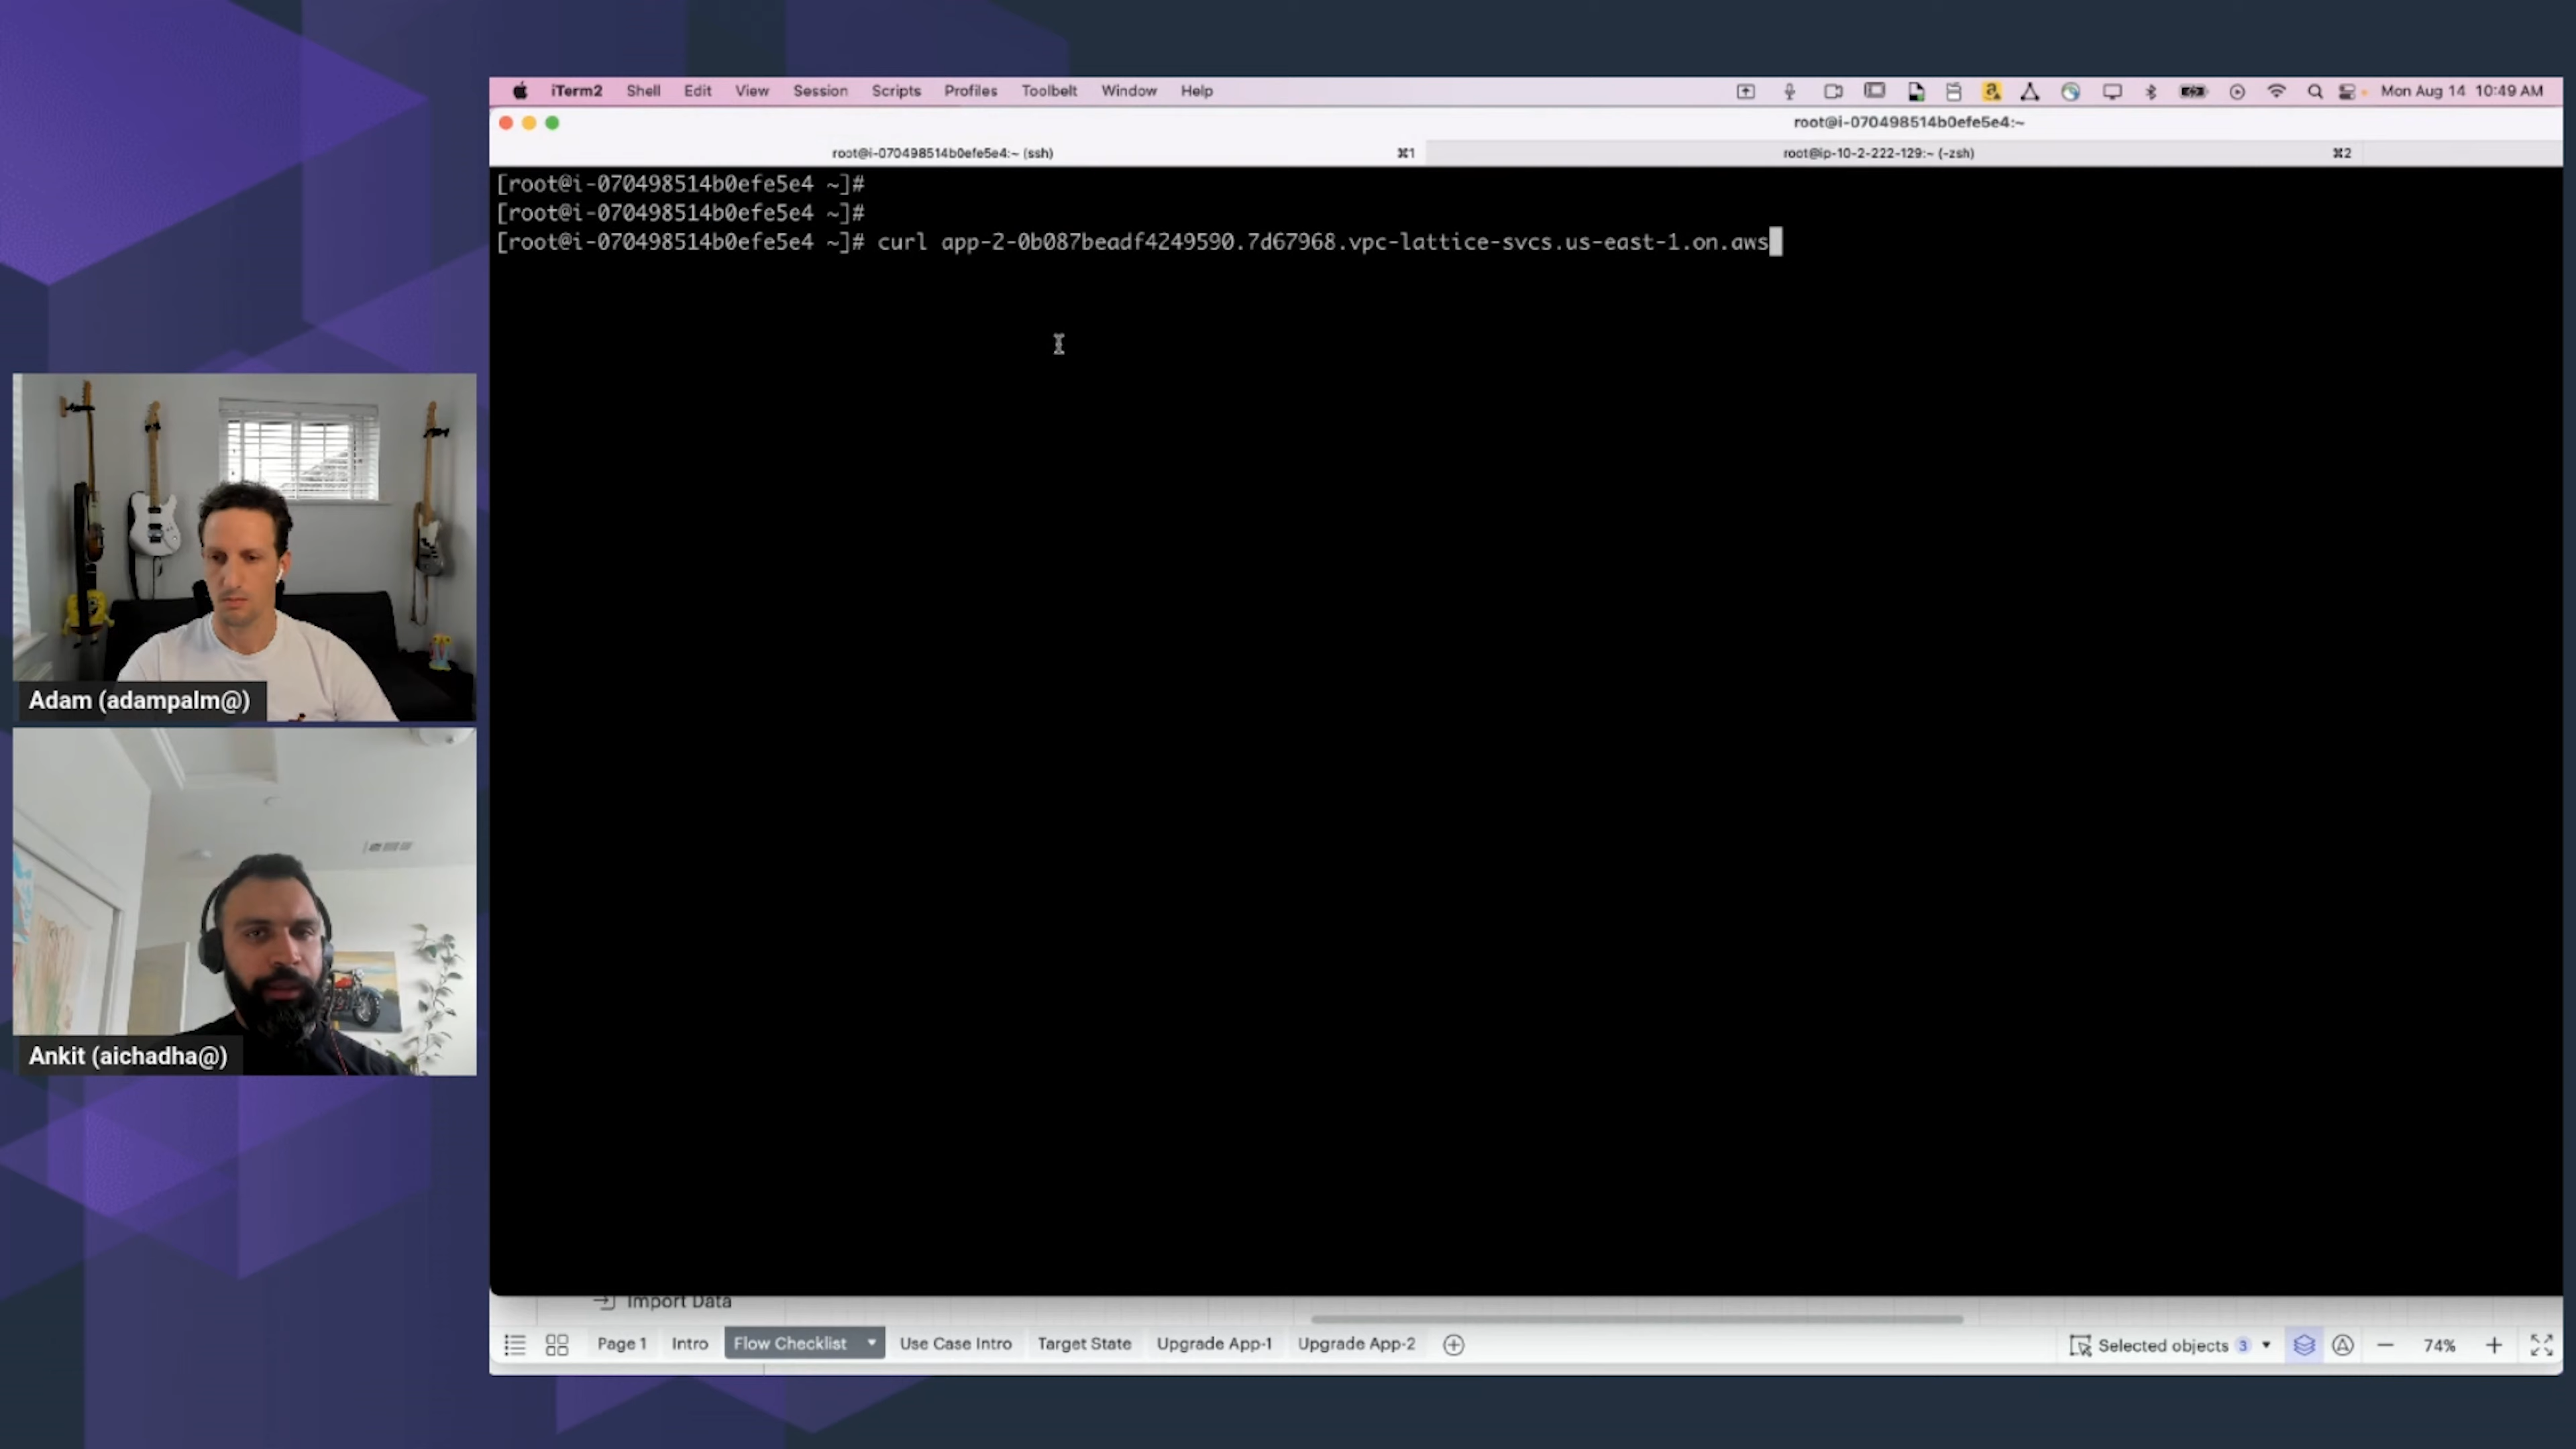 iTerm2 Shell Edit View Session Scripts Profiles Toolbelt Window Help Mon Aug 14 10:49 AM
root@i-070498514b0efe5e4:~
root@i-070498514b0efe5e4:~ (ssh) ⌘1 root@ip-10-2-222-129:~ (-zsh) ⌘2
[root@i-070498514b0efe5e4 ~]#
[root@i-070498514b0efe5e4 ~]#
[root@i-070498514b0efe5e4 ~]# curl app-2-0b087beadf4249590.7d67968.vpc-lattice-svcs.us-east-1.on.aws
Adam (adampalm@)
Ankit (aichadha@)
Import Data
Page 1 Intro Flow Checklist Use Case Intro Target State Upgrade App-1 Upgrade App-2 Selected objects 3 74%